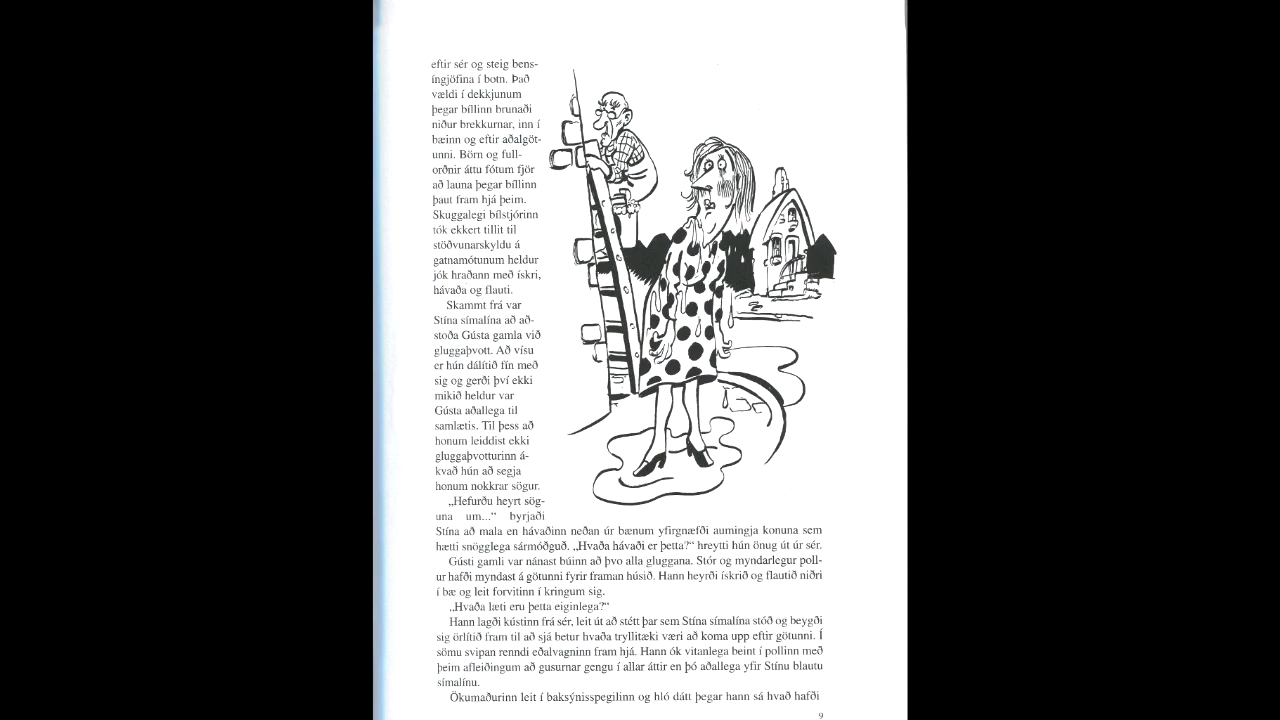 eftir sér og steig bens-
íngjöfina í botn. Það
vældi í dekkjunum
þegar bíllinn brunaði
niður brekkurnar, inn í
bæinn og eftir aðalgöt-
unni. Börn og full-
orðnir áttu fótum fjör
að launa þegar bíllinn
þaut fram hjá þeim.
Skuggalegi bílstjórinn
tók ekkert tillit til
stöðvunarskyldu á
gatnamótunum heldur
jók hraðann með ískri,
hávaða og flauti.
Skammt frá var
Stína símalína að að-
stoða Gústa gamla við
gluggaþvott. Að vísu
er hún dálítið fín með
sig og gerði því ekki
mikið heldur var
Gústa aðallega til
samlætis. Til þess að
honum leiddist ekki
gluggaþvotturinn á-
kvað hún að segja
honum nokkrar sögur.
„Hefurðu heyrt sög-
una um...“ byrjaði
Stína að mala en hávaðinn neðan úr bænum yfirgnæfði aumingja konuna sem
hætti snögglega sármóðguð. „Hvaða hávaði er þetta?“ hreytti hún önug út úr sér.
Gústi gamli var nánast búinn að þvo alla gluggana. Stór og myndarlegur poll-
ur hafði myndast á götunni fyrir framan húsið. Hann heyrði ískrið og flautið niðri
í bæ og leit forvitinn í kringum sig.
„Hvaða læti eru þetta eiginlega?“
Hann lagði kústinn frá sér, leit út að stétt þar sem Stína símalína stóð og beygði
sig örlítið fram til að sjá betur hvaða tryllitæki væri að koma upp eftir götunni. Í
sömu svipan renndi eðalvagninn fram hjá. Hann ók vitanlega beint í pollinn með
þeim afleiðingum að gusurnar gengu í allar áttir en þó aðallega yfir Stínu blautu
símalínu.
Ökumaðurinn leit í baksýnisspegilinn og hló dátt þegar hann sá hvað hafði
9